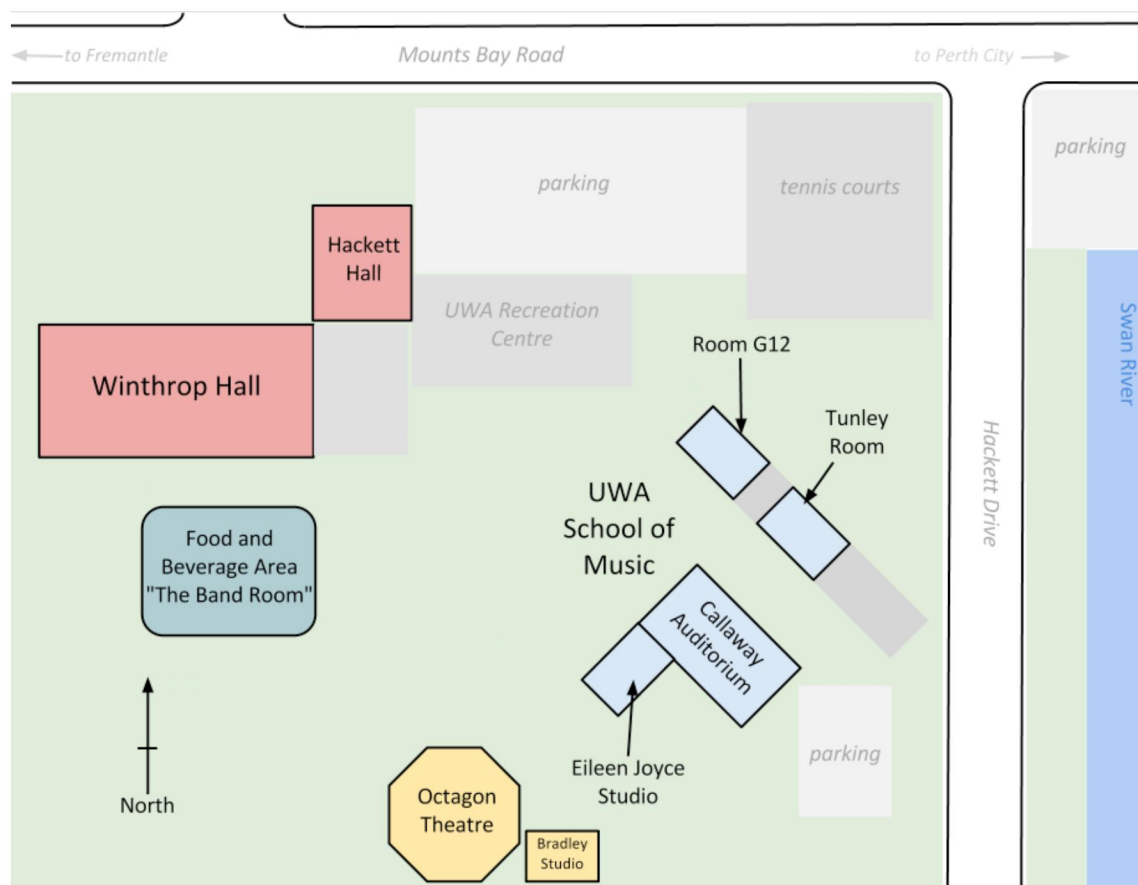 to Fremantle
Mounts Bay Road
to Perth City
parking
parking
tennis courts
Hackett
Hall
UWA Recreation
Centre
Swan River
Room G12
Winthrop Hall
Tunley
Room
Hackett Drive
UWA
School of
Music
Food and
Beverage Area
"The Band Room"
Callaway
Auditorium
parking
Eileen Joyce
Studio
North
Octagon
Theatre
Bradley
Studio